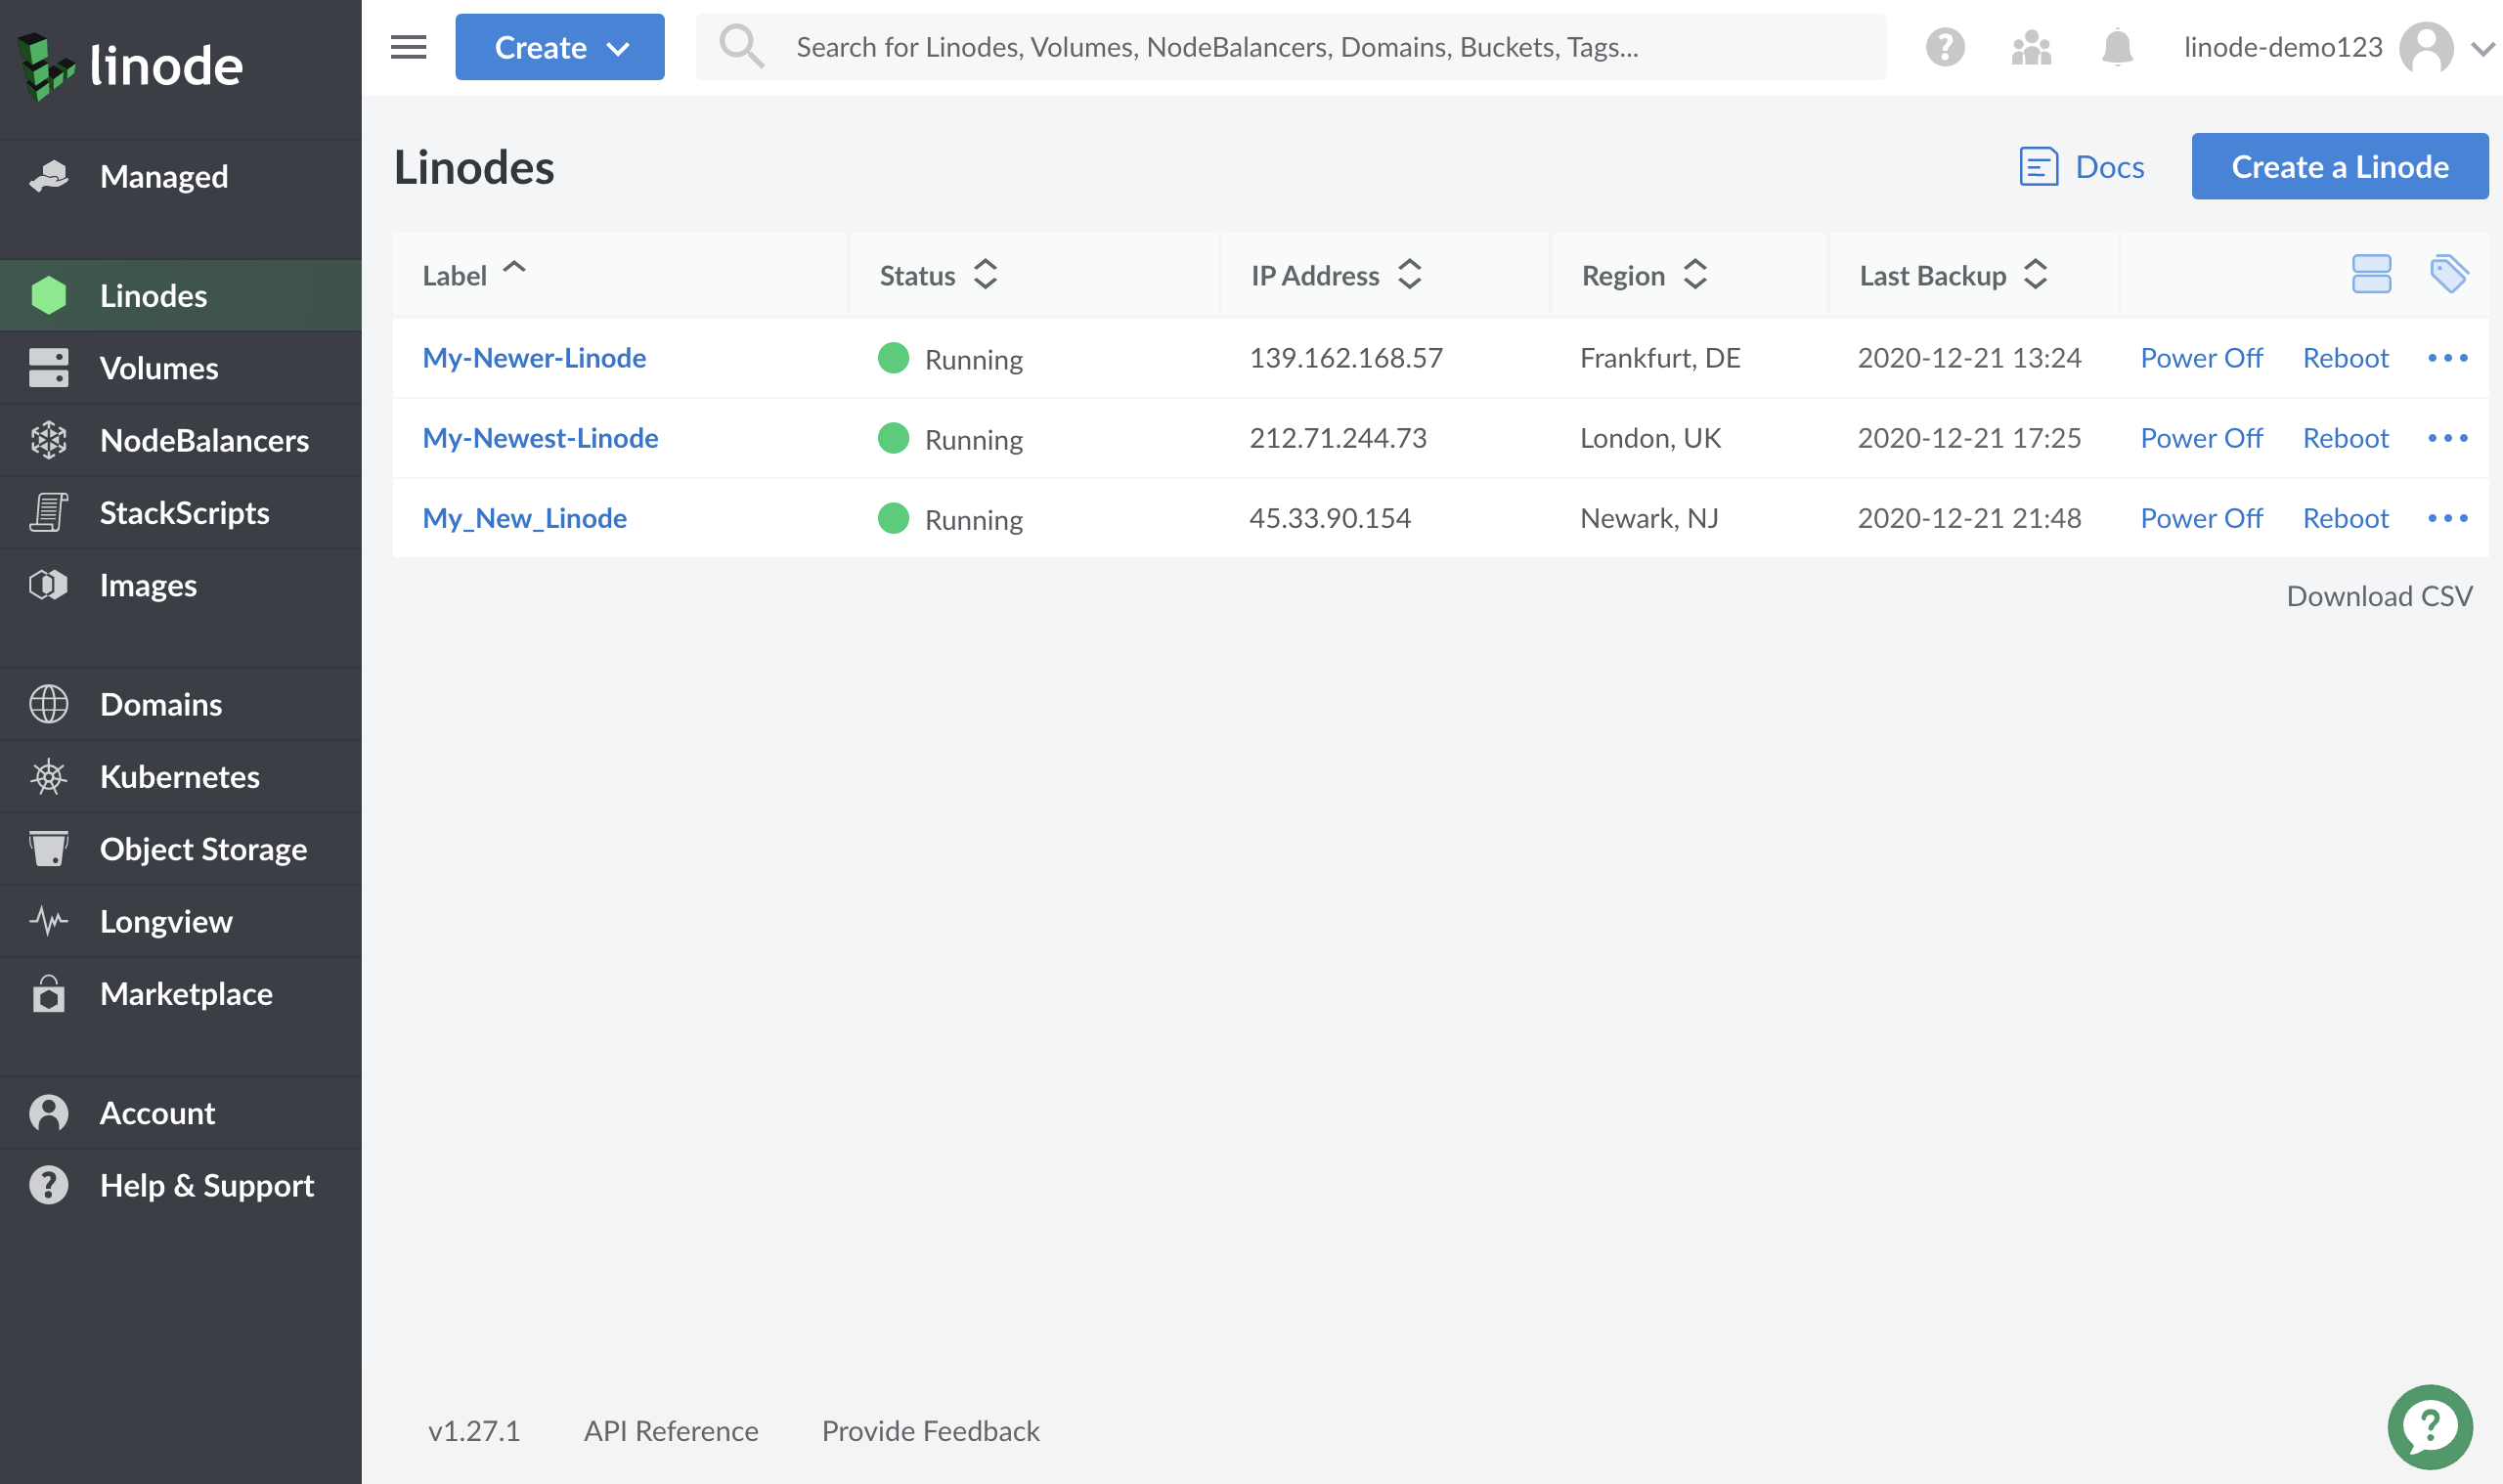 linode
Create
Search for Linodes, Volumes, NodeBalancers, Domains, Buckets, Tags...
linode-demo123
Managed
Linodes
Volumes
NodeBalancers
StackScripts
Images
Domains
Kubernetes
Object Storage
Longview
Marketplace
Account
Help & Support
Linodes
Docs
Create a Linode
Label Status IP Address Region Last Backup
My-Newer-Linode Running 139.162.168.57 Frankfurt, DE 2020-12-21 13:24 Power Off Reboot
My-Newest-Linode Running 212.71.244.73 London, UK 2020-12-21 17:25 Power Off Reboot
My_New_Linode Running 45.33.90.154 Newark, NJ 2020-12-21 21:48 Power Off Reboot
Download CSV
v1.27.1 API Reference Provide Feedback